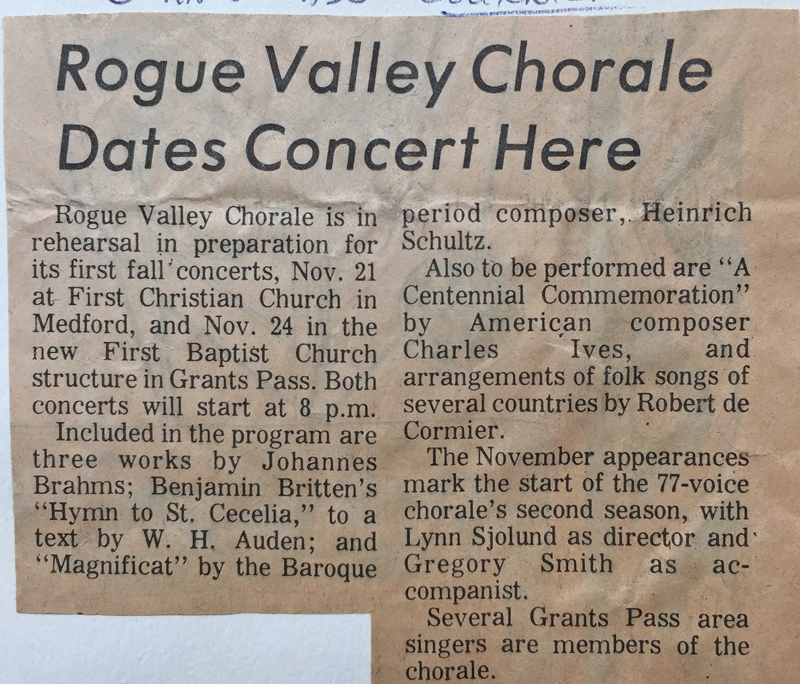 Rogue Valley Chorale
Dates Concert Here
Rogue Valley Chorale is in
rehearsal in preparation for
its first fall concerts, Nov. 21
at First Christian Church in
Medford, and Nov. 24 in the
new First Baptist Church
structure in Grants Pass. Both
concerts will start at 8 p.m.
Included in the program are
three works by Johannes
Brahms; Benjamin Britten's
"Hymn to St. Cecelia," to a
text by W. H. Auden; and
"Magnificat" by the Baroque
period composer, Heinrich
Schultz.
Also to be performed are "A
Centennial Commemoration"
by American composer
Charles Ives, and
arrangements of folk songs of
several countries by Robert de
Cormier.
The November appearances
mark the start of the 77-voice
chorale's second season, with
Lynn Sjolund as director and
Gregory Smith as ac-
companist.
Several Grants Pass area
singers are members of the
chorale.